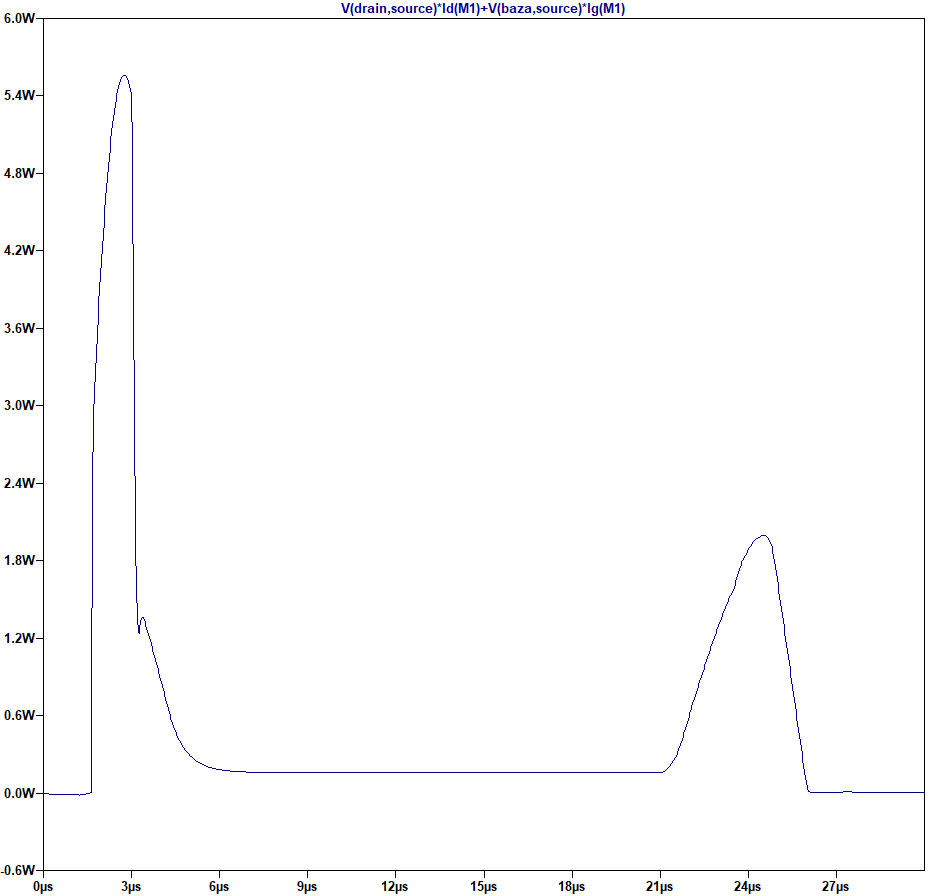 V(drain,source)*Id(M1)+V(baza,source)*Ig(M1)
6.0W
5.4W
4.8W
4.2W
3.6W
3.0W
2.4W
1.8W
1.2W
0.6W
0.0W
-0.6W
0µs 3µs 6µs 9µs 12µs 15µs 18µs 21µs 24µs 27µs